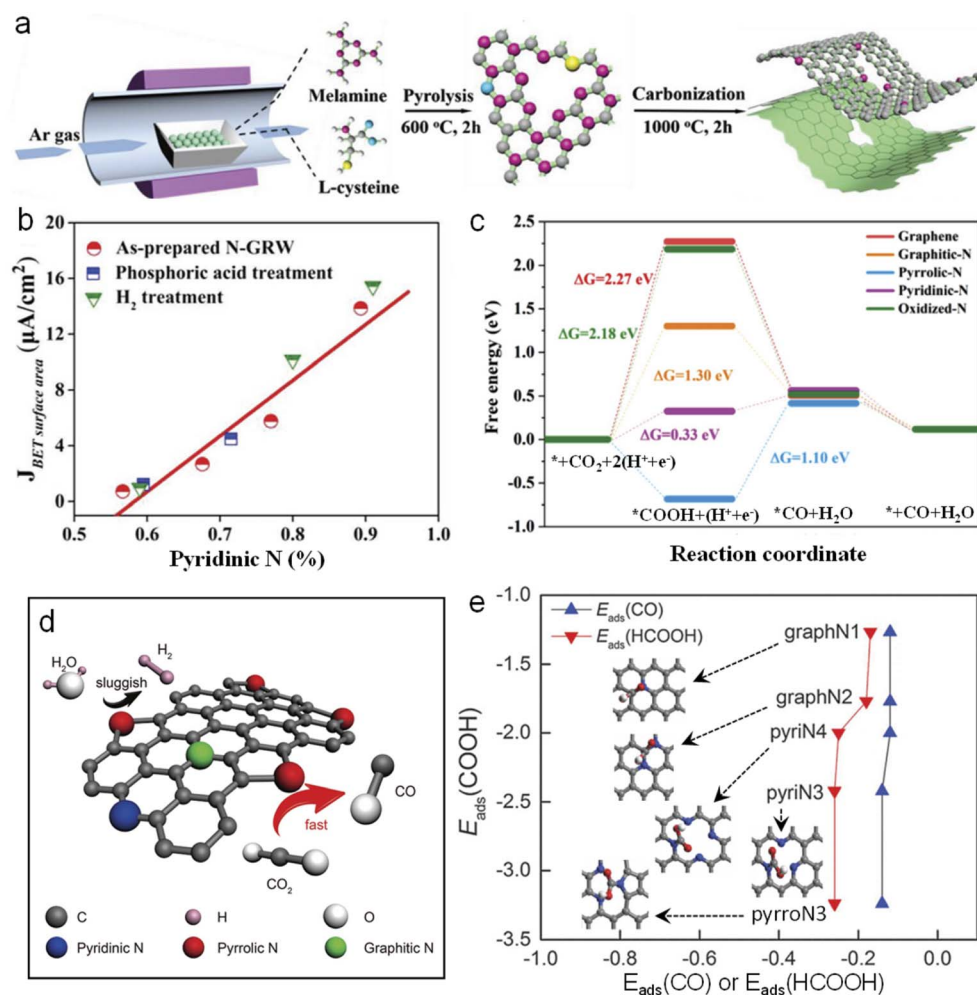 a
Ar gas
Melamine
L-cysteine
Pyrolysis
600 °C, 2h
Carbonization
1000 °C, 2h
b
J_BET surface area (μA/cm²)
20
16
12
8
4
0
As-prepared N-GRW
Phosphoric acid treatment
H₂ treatment
0.5 0.6 0.7 0.8 0.9 1.0
Pyridinic N (%)
c
Free energy (eV)
2.5
2.0
1.5
1.0
0.5
0.0
-0.5
-1.0
Graphene
Graphitic-N
Pyrrolic-N
Pyridinic-N
Oxidized-N
ΔG=2.27 eV
ΔG=2.18 eV
ΔG=1.30 eV
ΔG=0.33 eV
ΔG=1.10 eV
*+CO₂+2(H⁺+e⁻)
*COOH+(H⁺+e⁻)
*CO+H₂O
*+CO+H₂O
Reaction coordinate
d
H₂O
H₂
sluggish
CO
fast
CO₂
C
H
O
Pyridinic N
Pyrrolic N
Graphitic N
e
E_ads(COOH)
-1.0
-1.5
-2.0
-2.5
-3.0
-3.5
E_ads(CO)
E_ads(HCOOH)
graphN1
graphN2
pyriN4
pyriN3
pyrroN3
-1.0 -0.8 -0.6 -0.4 -0.2 0.0
E_ads(CO) or E_ads(HCOOH)